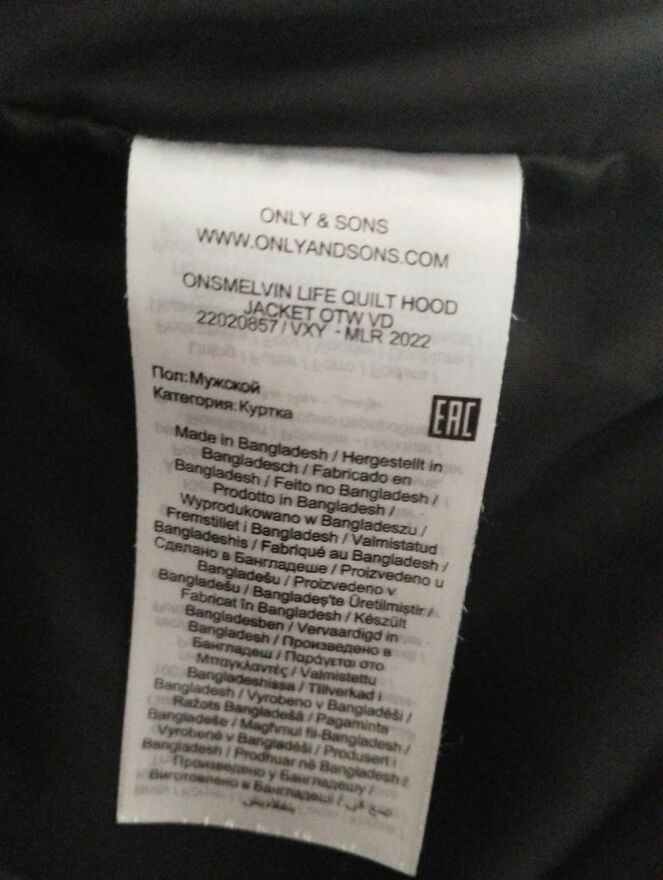 ONLY & SONS
WWW.ONLYANDSONS.COM
ONSMELVIN LIFE QUILT HOOD
JACKET OTW VD
22020857 / VXY - MLR 2022
Пол: Мужской
Категория: Куртка
EAC
Made in Bangladesh / Hergestellt in
Bangladesch / Fabricado en
Bangladesh / Feito no Bangladesh /
Prodotto in Bangladesh /
Wyprodukowano w Bangladeszu /
Fremstillet i Bangladesh / Valmistatud
Bangladeshis / Fabriqué au Bangladesh /
Сделано в Бангладеше / Proizvedeno u
Bangladešu / Proizvedeno v
Bangladešu / Bangladeş'te Üretilmiştir /
Fabricat în Bangladesh / Készült
Bangladesben / Vervaardigd in
Bangladesh / Произведено в
Бангладеш / Παράγεται στο
Μπαγκλαντές / Valmistettu
Bangladeshissa / Tillverkad i
Bangladesh / Vyrobeno v Bangladéši /
Ražots Bangladešā / Pagaminta
Bangladeše / Magħmul fil-Bangladesh /
Vyrobené v Bangladéši / Produsert i
Bangladesh / Prodhuar në Bangladesh /
Произведено у Бангладешу /
Виготовлено в Бангладеші / صنع في
بنغلاديش